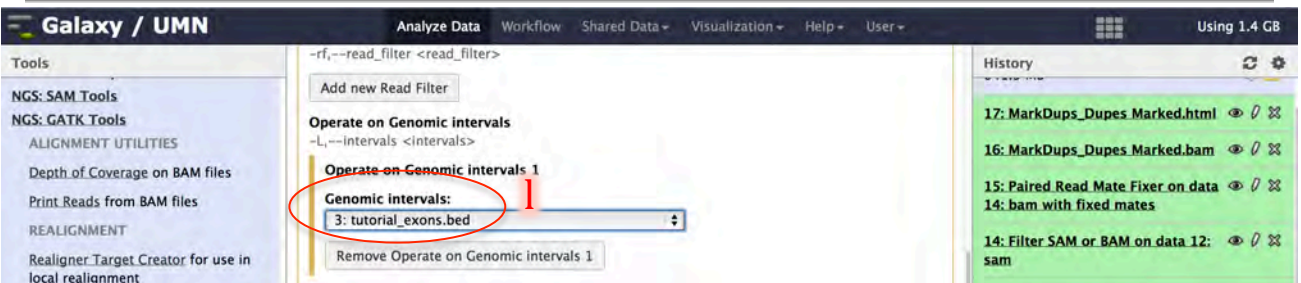 Galaxy / UMN
Analyze Data Workflow Shared Data Visualization Help User
Using 1.4 GB
Tools
NGS: SAM Tools
NGS: GATK Tools
ALIGNMENT UTILITIES
Depth of Coverage on BAM files
Print Reads from BAM files
REALIGNMENT
Realigner Target Creator for use in
local realignment
-rf,--read_filter <read_filter>
Add new Read Filter
Operate on Genomic intervals
-L,--intervals <intervals>
Operate on Genomic intervals 1
Genomic intervals:
1
3: tutorial_exons.bed
Remove Operate on Genomic intervals 1
History
17: MarkDups_Dupes Marked.html
16: MarkDups_Dupes Marked.bam
15: Paired Read Mate Fixer on data
14: bam with fixed mates
14: Filter SAM or BAM on data 12:
sam